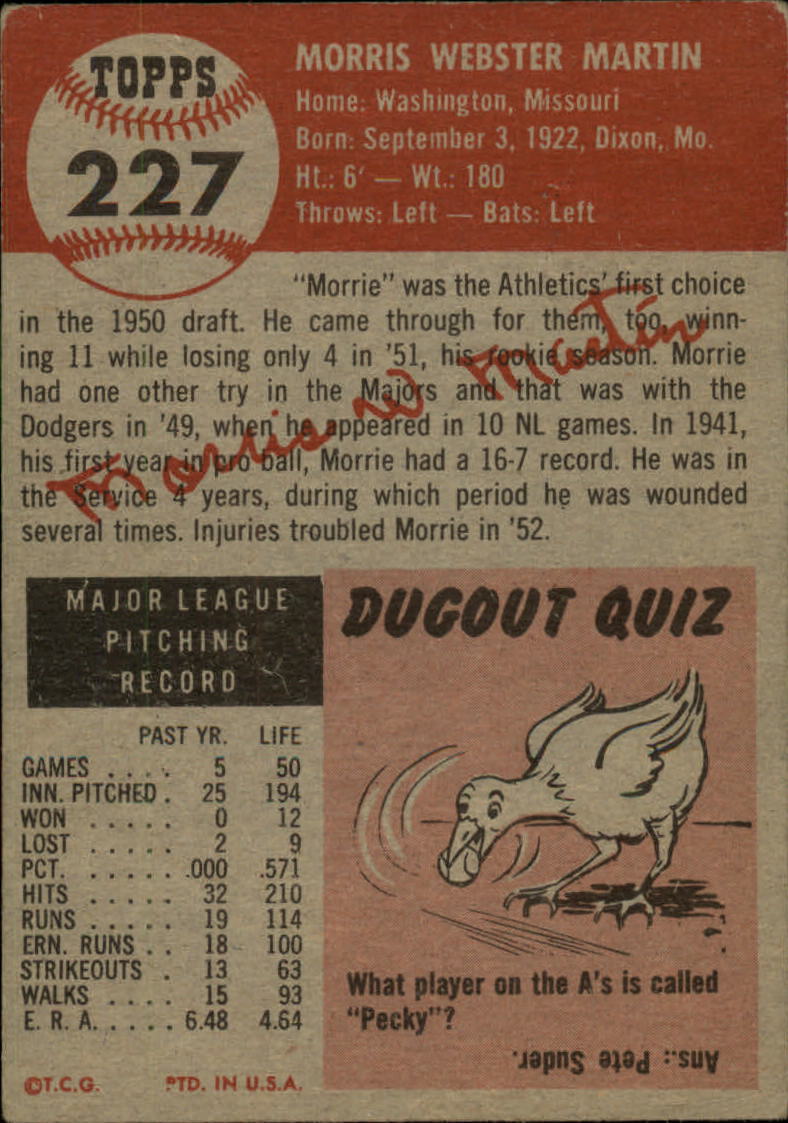 TOPPS
227
MORRIS WEBSTER MARTIN
Home: Washington, Missouri
Born: September 3, 1922, Dixon, Mo.
Ht.: 6' — Wt.: 180
Throws: Left — Bats: Left
"Morrie" was the Athletics' first choice
in the 1950 draft. He came through for them, too, winn-
ing 11 while losing only 4 in '51, his rookie season. Morrie
had one other try in the Majors and that was with the
Dodgers in '49, when he appeared in 10 NL games. In 1941,
his first year in pro ball, Morrie had a 16-7 record. He was in
the Service 4 years, during which period he was wounded
several times. Injuries troubled Morrie in '52.
Morris W Martin
MAJOR LEAGUE
PITCHING
RECORD
PAST YR. LIFE
GAMES . . . . 5 50
INN. PITCHED . 25 194
WON . . . . . 0 12
LOST . . . . . 2 9
PCT. . . . . . .000 .571
HITS . . . . . 32 210
RUNS . . . . . 19 114
ERN. RUNS . . 18 100
STRIKEOUTS . 13 63
WALKS . . . . 15 93
E. R. A. . . . . 6.48 4.64
©T.C.G. PTD. IN U.S.A.
DUGOUT QUIZ
What player on the A's is called
"Pecky"?
Ans.: Pete Suder.